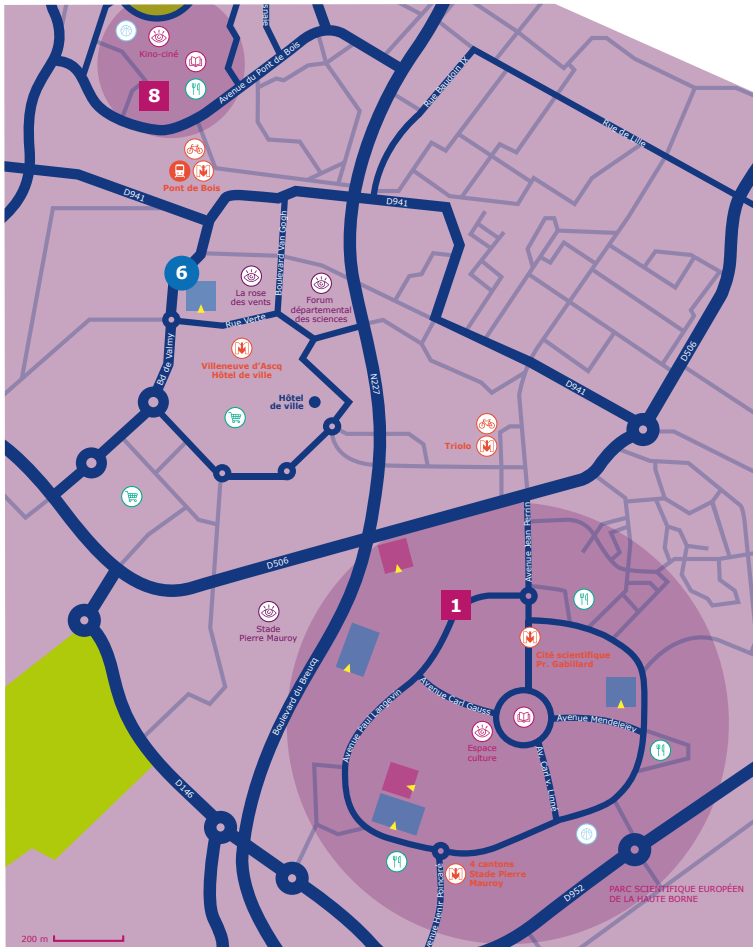 Kino-ciné
8
Avenue du Pont de Bois
Rue Baudoin IX
Rue de Lille
Pont de Bois
D941
D941
6
Boulevard Van Gogh
La rose
des vents
Forum
départemental
des sciences
Rue Verte
Bd de Valmy
Villeneuve d'Ascq
Hôtel de ville
Hôtel
de ville
N227
D506
D941
Triolo
D506
Avenue Jean Perrin
1
Stade
Pierre Mauroy
Cité scientifique
Pr. Gabillard
Boulevard du Breucq
Avenue Paul Langevin
Avenue Carl Gauss
Avenue Mendeleïev
Espace
culture
Av. Carl v. Linné
D146
4 cantons
Stade Pierre
Mauroy
Avenue Henir Poincaré
D952
PARC SCIENTIFIQUE EUROPÉEN
DE LA HAUTE BORNE
200 m